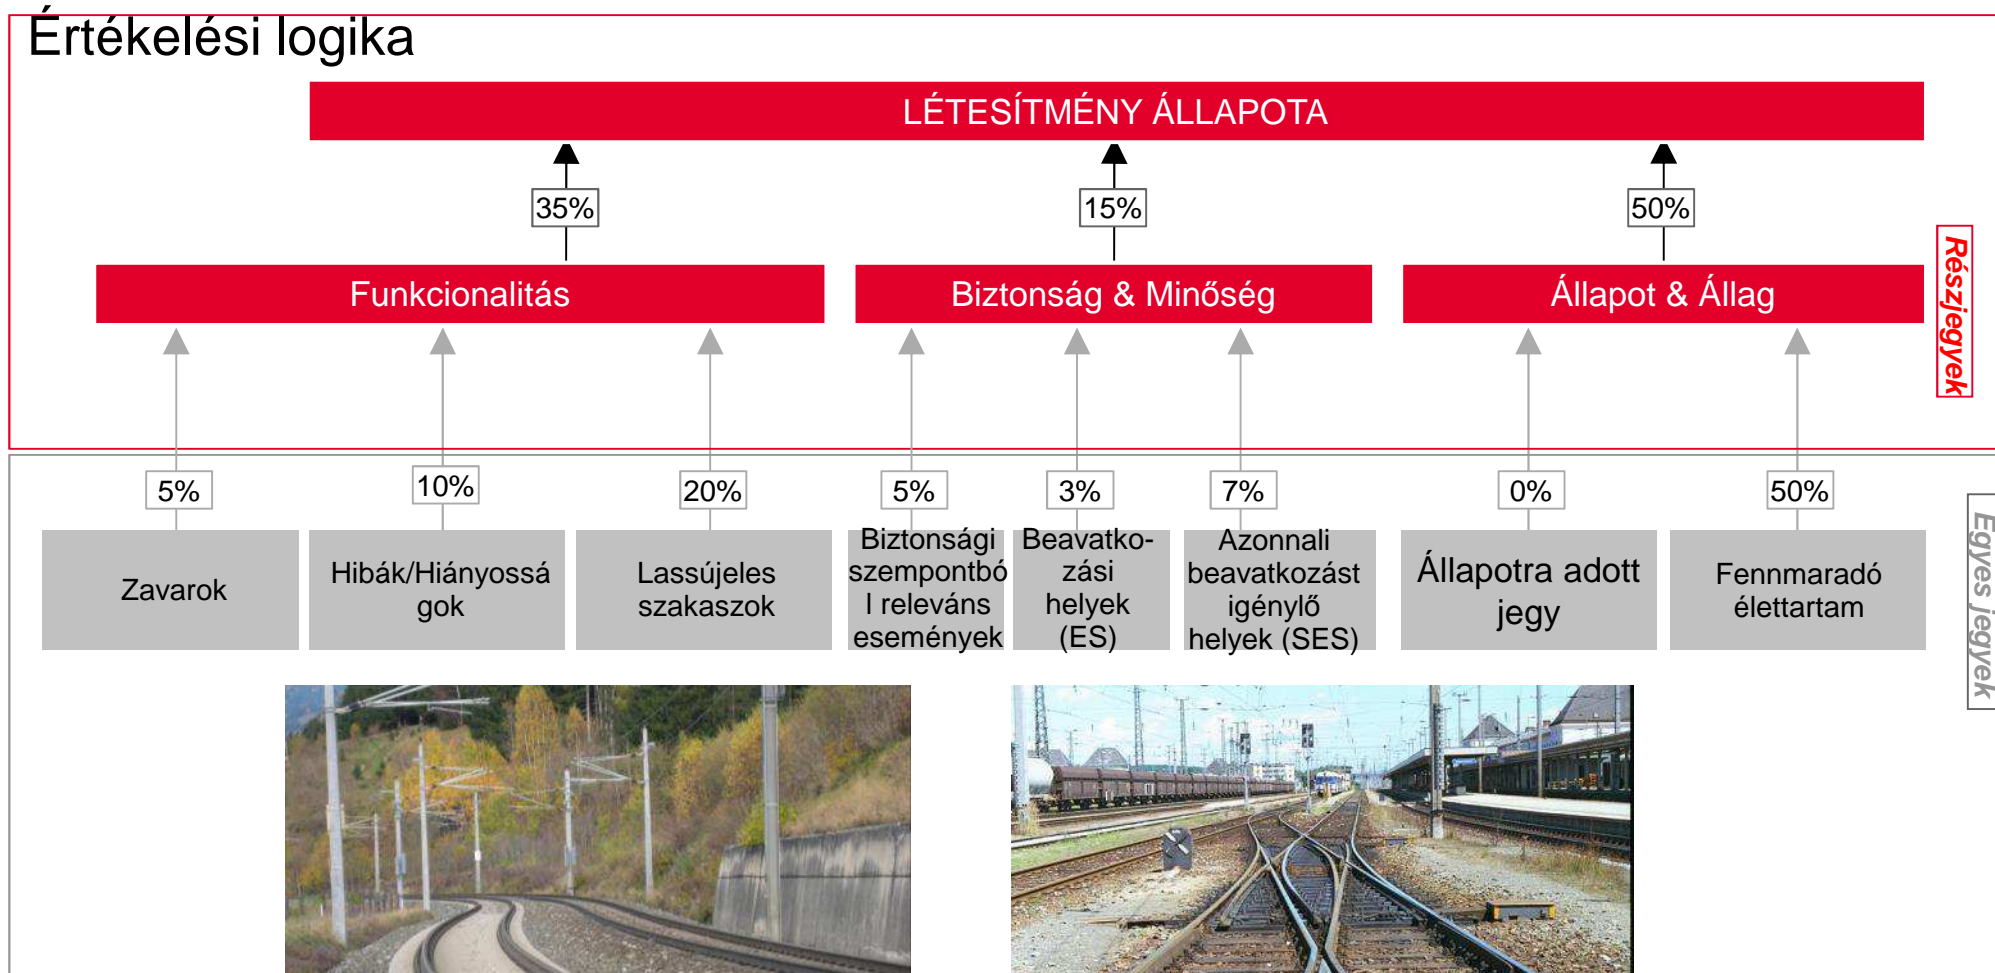 Értékelési logika
LÉTESÍTMÉNY ÁLLAPOTA
35%
15%
50%
Funkcionalitás
Biztonság & Minőség
Állapot & Állag
Részjegyek
5%
10%
20%
5%
3%
7%
0%
50%
Zavarok
Hibák/Hiányossá
gok
Lassújeles
szakaszok
Biztonsági
szempontbó
l releváns
események
Beavatko-
zási
helyek
(ES)
Azonnali
beavatkozást
igénylő
helyek (SES)
Állapotra adott
jegy
Fennmaradó
élettartam
Egyes jegyek